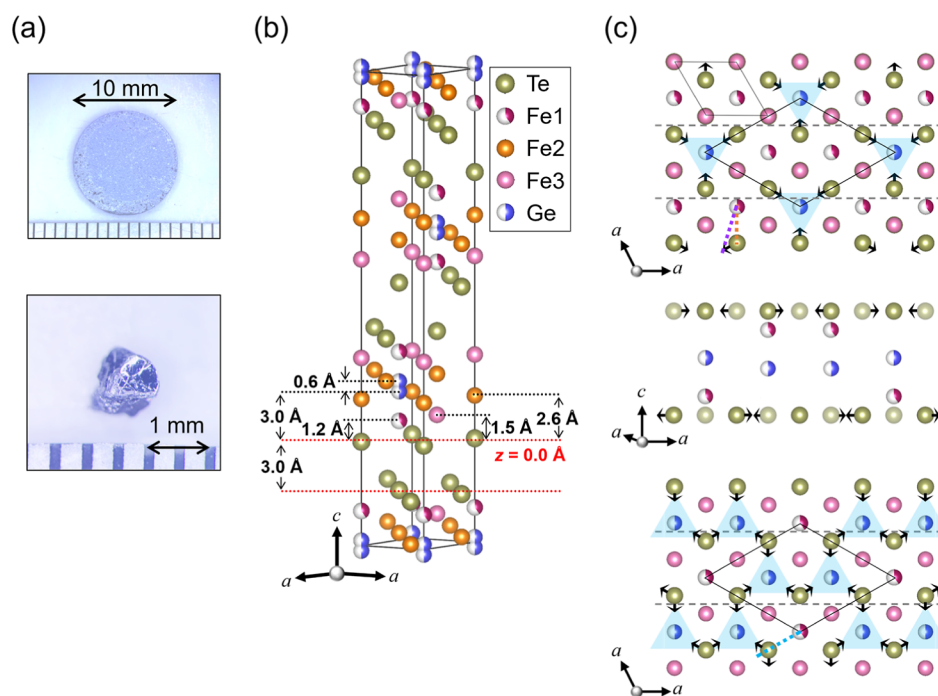 (a)
(b)
(c)
10 mm
1 mm
Te
Fe1
Fe2
Fe3
Ge
0.6 Å
3.0 Å
1.2 Å
1.5 Å
2.6 Å
z = 0.0 Å
3.0 Å
c
a
a
a
a
c
a
a
a
a